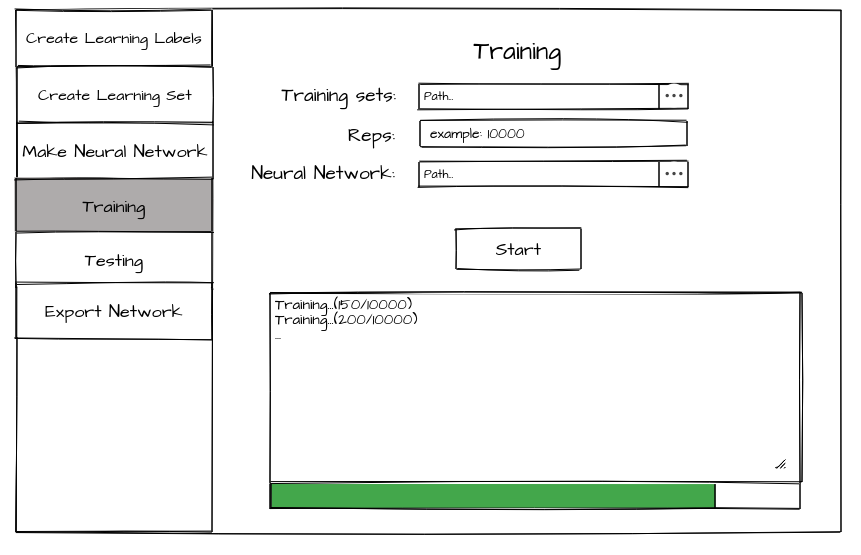 Create Learning Labels
Create Learning Set
Make Neural Network
Training
Testing
Export Network
Training
Training sets:
Path..
...
Reps:
example: 10000
Neural Network:
Path..
...
Start
Training...(150/10000)
Training...(200/10000)
_